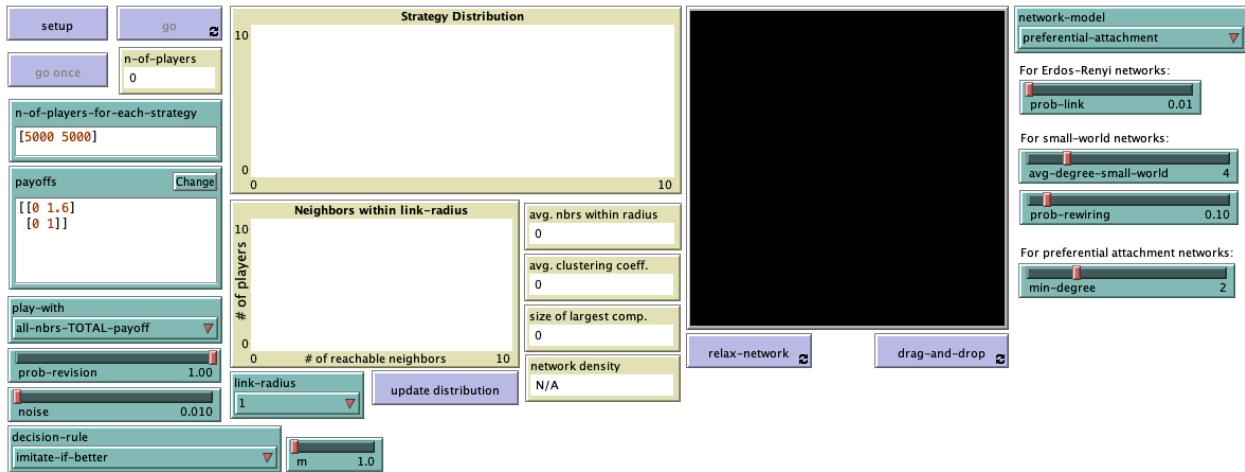 setup
go
go once
n-of-players
0
n-of-players-for-each-strategy
[5000 5000]
payoffs
Change
[[0 1.6]
[0 1]]
play-with
all-nbrs-TOTAL-payoff
prob-revision 1.00
noise 0.010
decision-rule
imitate-if-better
m 1.0
Strategy Distribution
10
0
0 10
Neighbors within link-radius
10
# of players
0
0 # of reachable neighbors 10
link-radius
1
update distribution
avg. nbrs within radius
0
avg. clustering coeff.
0
size of largest comp.
0
network density
N/A
relax-network
drag-and-drop
network-model
preferential-attachment
For Erdos-Renyi networks:
prob-link 0.01
For small-world networks:
avg-degree-small-world 4
prob-rewiring 0.10
For preferential attachment networks:
min-degree 2